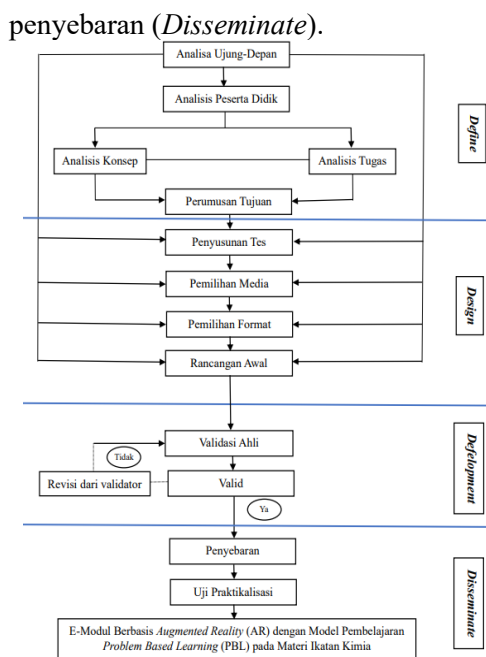 penyebaran (Disseminate).
Analisa Ujung-Depan
Analisis Peserta Didik
Analisis Konsep
Analisis Tugas
Perumusan Tujuan
Define
Penyusunan Tes
Pemilihan Media
Pemilihan Format
Rancangan Awal
Design
Validasi Ahli
Tidak
Revisi dari validator
Valid
Ya
Defelopment
Penyebaran
Uji Praktikalisasi
E-Modul Berbasis Augmented Reality (AR) dengan Model Pembelajaran
Problem Based Learning (PBL) pada Materi Ikatan Kimia
Disseminate